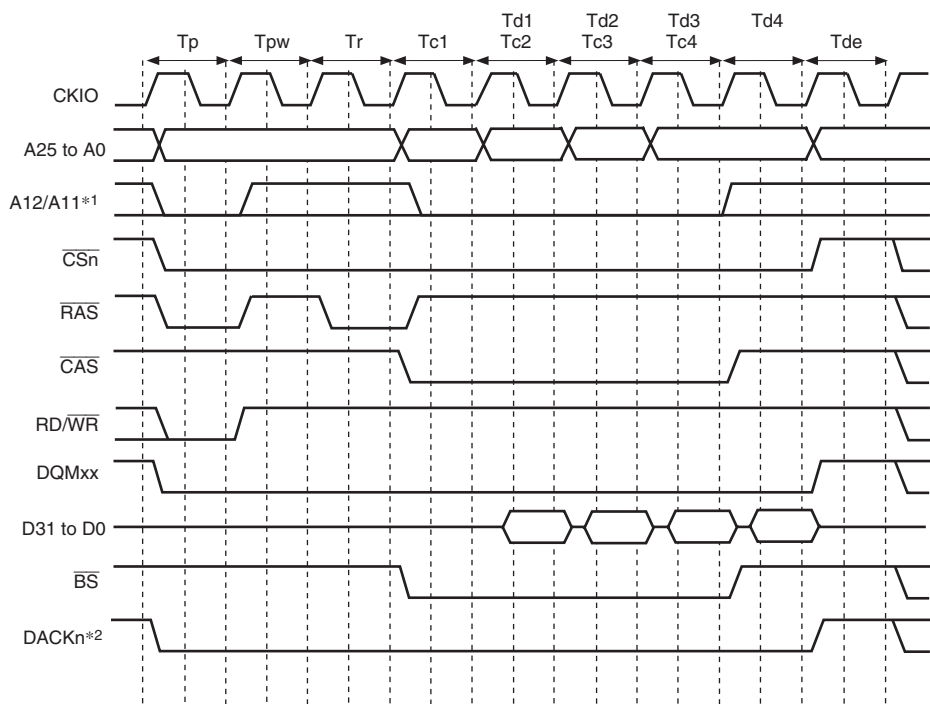 Td1 Td2 Td3 Td4
Tp Tpw Tr Tc1 Tc2 Tc3 Tc4 Tde
CKIO
A25 to A0
A12/A11*1
CSn
RAS
CAS
RD/WR
DQMxx
D31 to D0
BS
DACKn*2